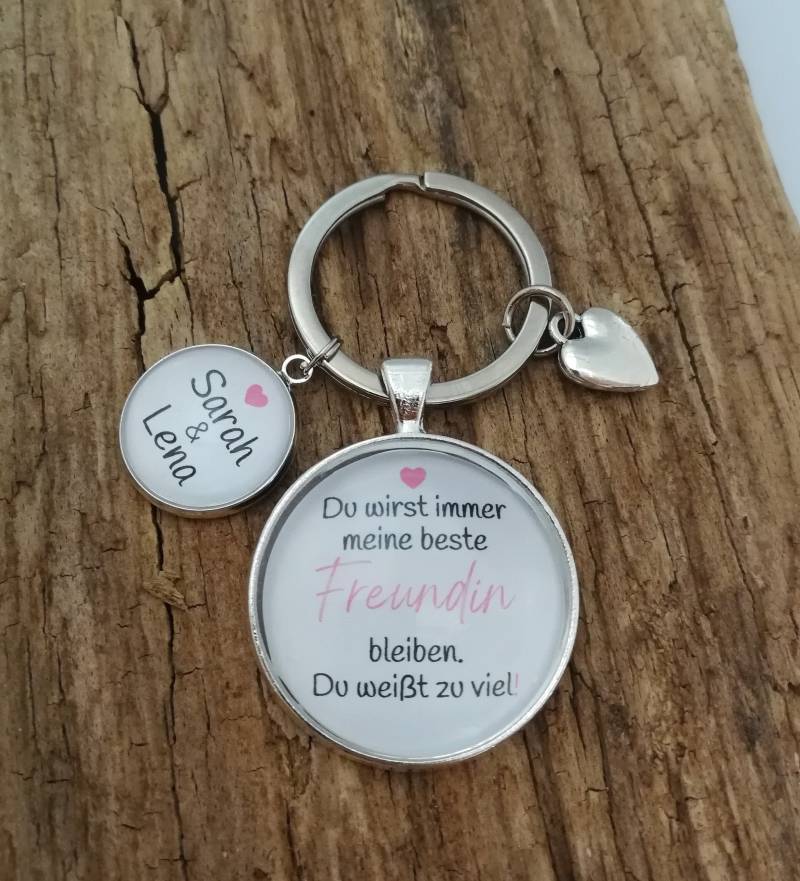 Sarah
&
Lena
Du wirst immer
meine beste
Freundin
bleiben.
Du weißt zu viel!